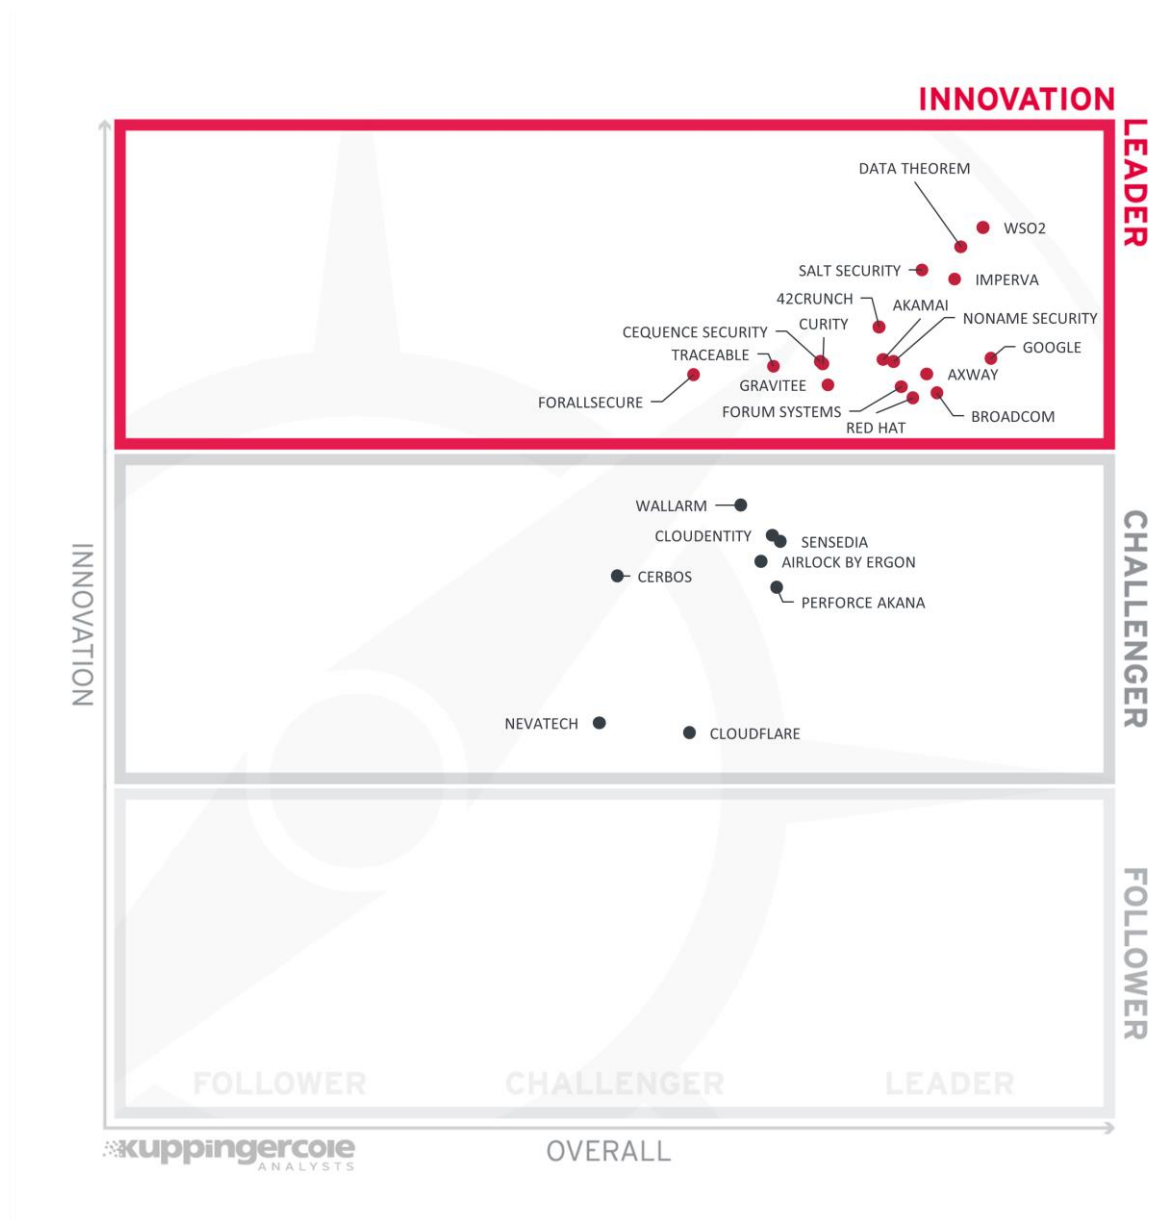 INNOVATION
LEADER
DATA THEOREM
WSO2
SALT SECURITY
IMPERVA
42CRUNCH
AKAMAI
NONAME SECURITY
CURITY
CEQUENCE SECURITY
GOOGLE
TRACEABLE
AXWAY
GRAVITEE
FORALLSECURE
FORUM SYSTEMS
BROADCOM
RED HAT
WALLARM
CLOUDENTITY
SENSEDIA
AIRLOCK BY ERGON
CERBOS
PERFORCE AKANA
NEVATECH
CLOUDFLARE
CHALLENGER
INNOVATION
FOLLOWER
FOLLOWER CHALLENGER LEADER
kuppingercole
ANALYSTS
OVERALL